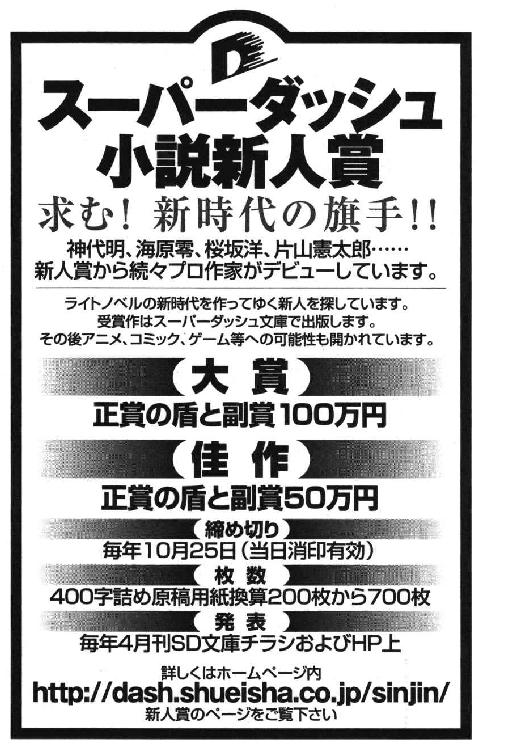 スーパーダッシュ
小説新人賞
求む! 新時代の旗手!!
神代明、海原零、桜坂洋、片山憲太郎……
新人賞から続々プロ作家がデビューしています。
ライトノベルの新時代を作ってゆく新人を探しています。
受賞作はスーパーダッシュ文庫で出版します。
その後アニメ、コミック、ゲーム等への可能性も開かれています。
大賞
正賞の盾と副賞100万円
佳作
正賞の盾と副賞50万円
締め切り
毎年10月25日(当日消印有効)
枚数
400字詰め原稿用紙換算200枚から700枚
発表
毎年4月刊SD文庫チラシおよびHP上
詳しくはホームページ内
http://dash.shueisha.co.jp/sinjin/
新人賞のページをご覧下さい